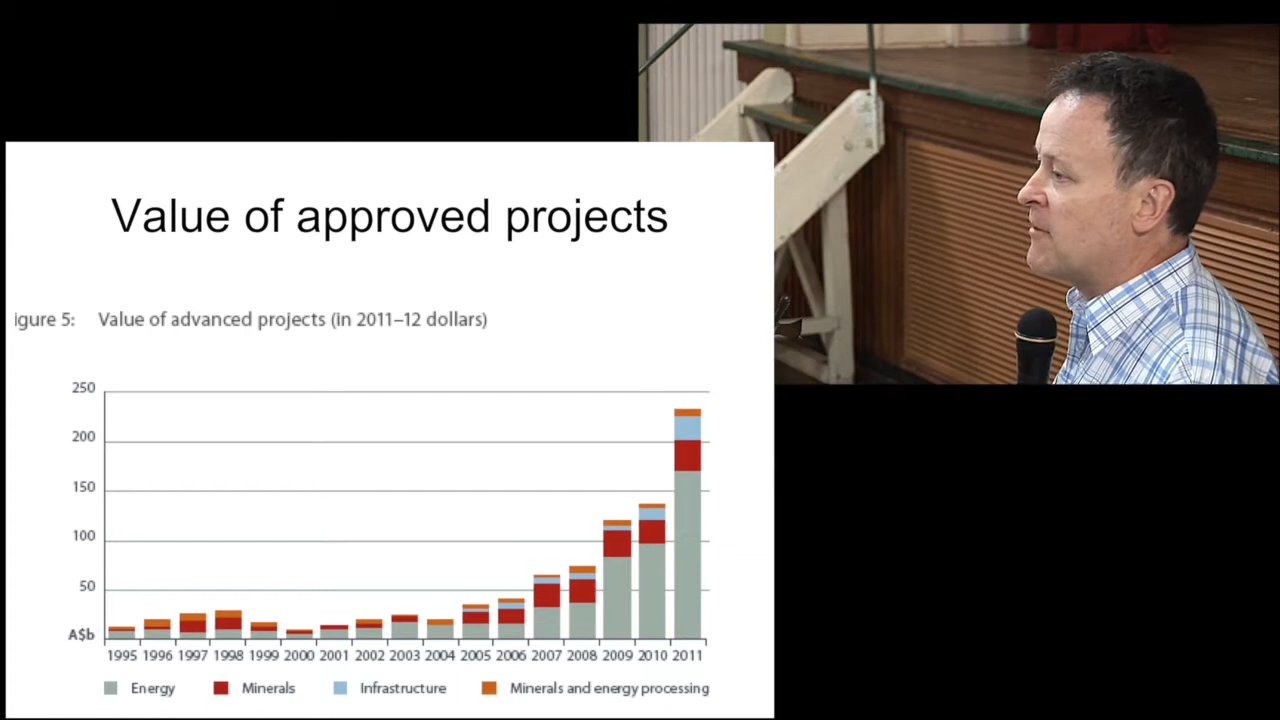 Value of approved projects
igure 5: Value of advanced projects (in 2011–12 dollars)
250
200
150
100
50
A$b
1995 1996 1997 1998 1999 2000 2001 2002 2003 2004 2005 2006 2007 2008 2009 2010 2011
Energy Minerals Infrastructure Minerals and energy processing